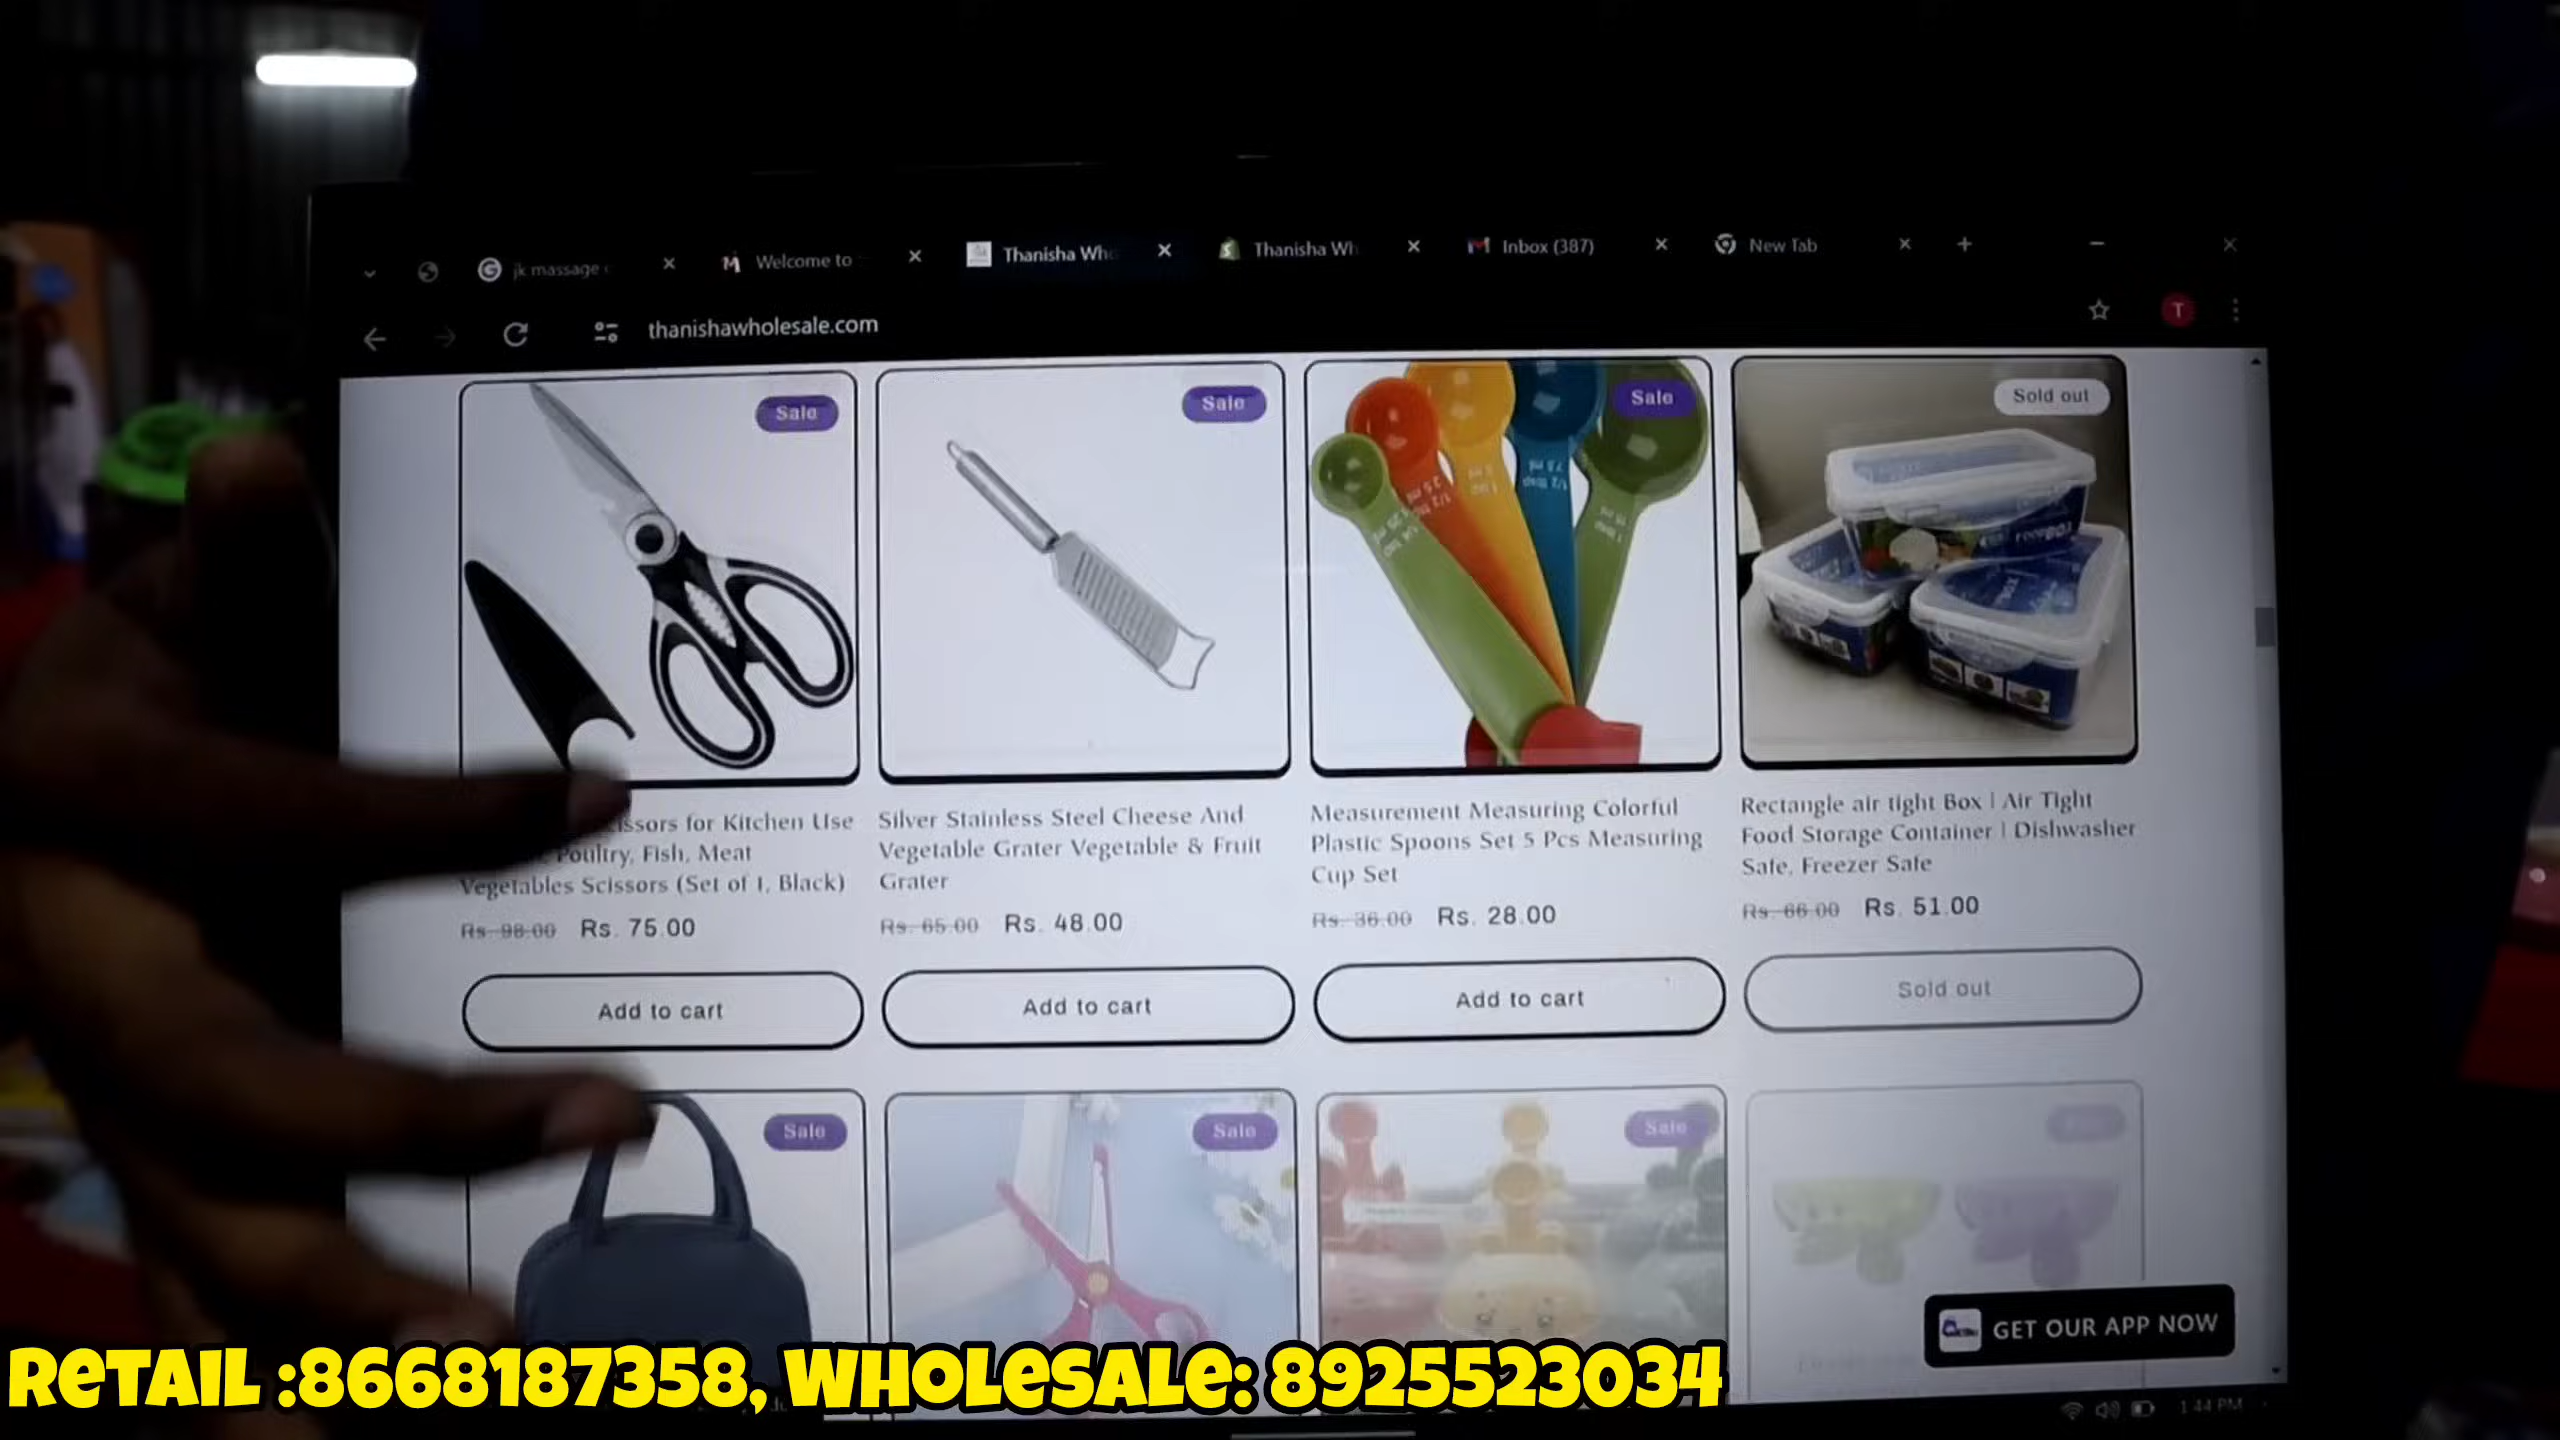 jk massage
Welcome to
Thanisha Who
Thanisha Wh
Inbox (387)
New Tab
thanishawholesale.com
T
Sale
Sale
Sale
Sold out
issors for Kitchen Use
Poultry, Fish, Meat
Vegetables Scissors (Set of 1, Black)
Rs. 98.00 Rs. 75.00
Add to cart
Silver Stainless Steel Cheese And
Vegetable Grater Vegetable & Fruit
Grater
Rs. 65.00 Rs. 48.00
Add to cart
Measurement Measuring Colorful
Plastic Spoons Set 5 Pcs Measuring
Cup Set
Rs. 36.00 Rs. 28.00
Add to cart
Rectangle air tight Box | Air Tight
Food Storage Container | Dishwasher
Safe, Freezer Safe
Rs. 66.00 Rs. 51.00
Sold out
Sale
Sale
Sale
GET OUR APP NOW
RETAIL :8668187358, WHOLESALE: 8925523034
1:44 PM